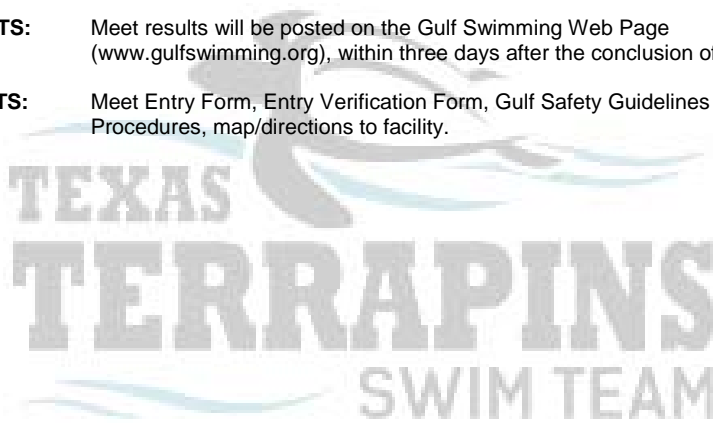 TS: Meet results will be posted on the Gulf Swimming Web Page
(www.gulfswimming.org), within three days after the conclusion of
TS: Meet Entry Form, Entry Verification Form, Gulf Safety Guidelines
Procedures, map/directions to facility.
TEXAS
TERRAPINS
SWIM TEAM